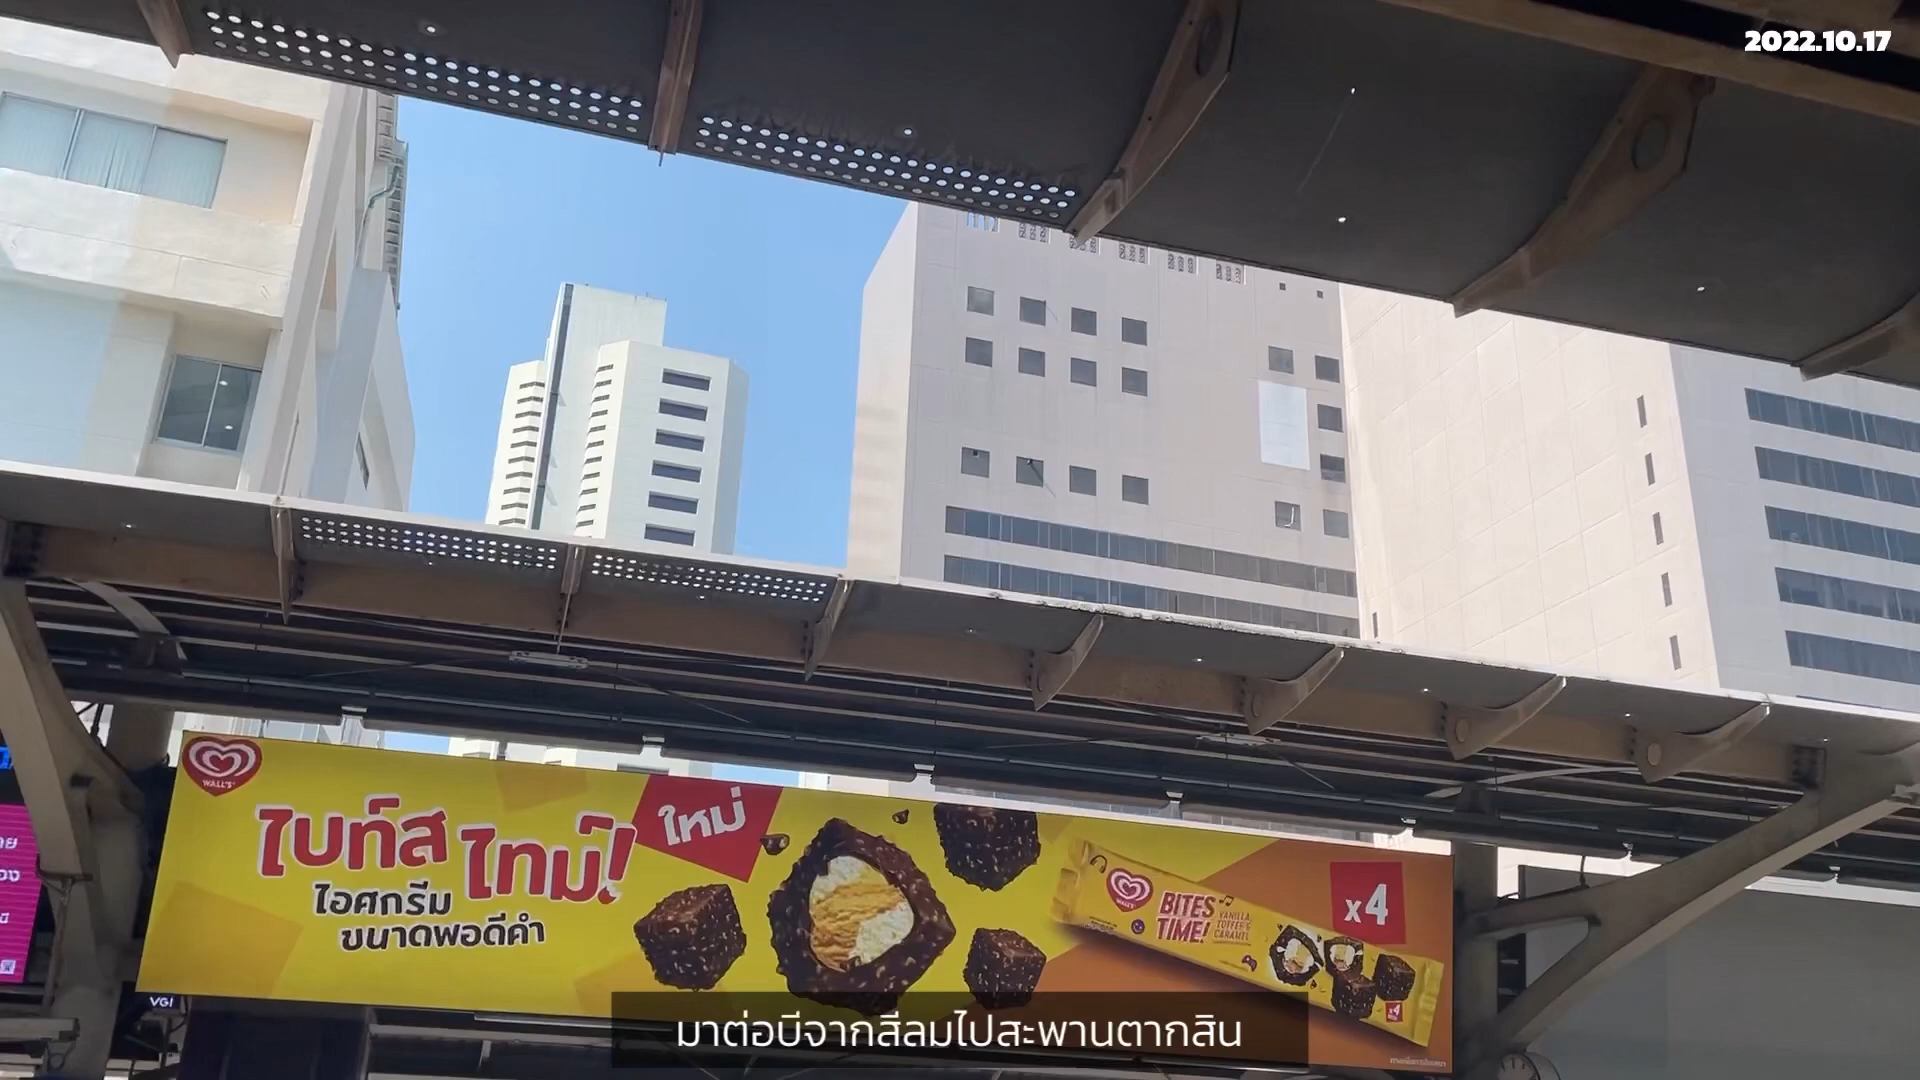 2022.10.17
WALL'S
ไบท์ส ไทม์!
ใหม่
ไอศกรีม
ขนาดพอดีคำ
WALL'S
BITES
TIME!
VANILLA
TOFFEE &
CARAMEL
x4
x4
VGI
มาต่อบีจากสีลมไปสะพานตากสิน